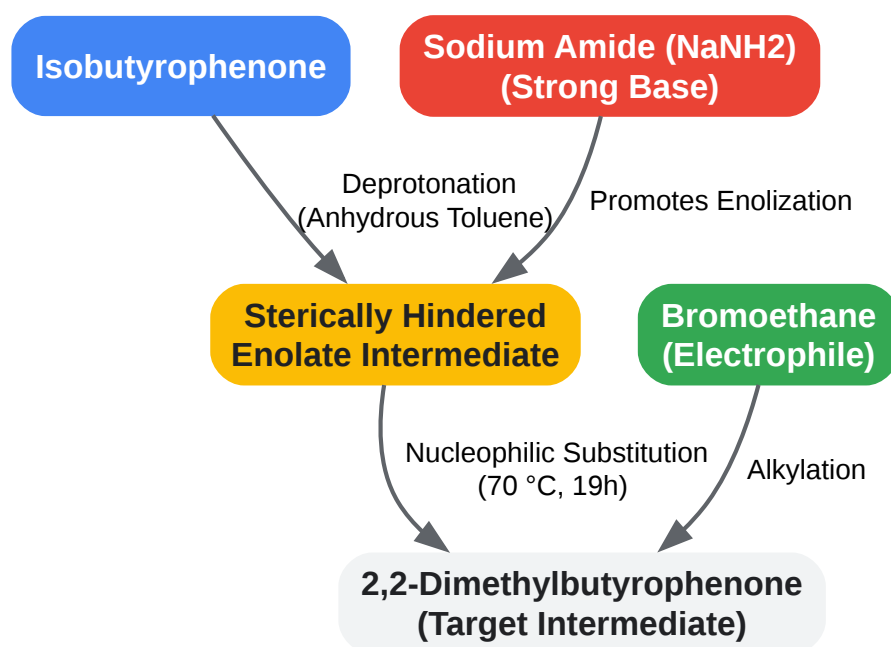 Isobutyrophenone
Sodium Amide (NaNH2)
(Strong Base)
Deprotonation
(Anhydrous Toluene)
Promotes Enolization
Sterically Hindered
Enolate Intermediate
Bromoethane
(Electrophile)
Nucleophilic Substitution
(70 °C, 19h)
Alkylation
2,2-Dimethylbutyrophenone
(Target Intermediate)